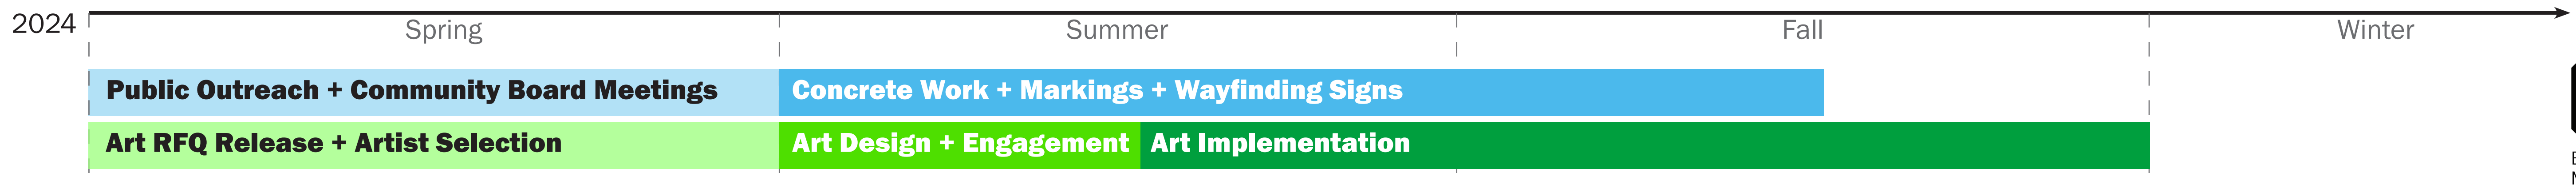 2024
Spring Summer Fall Winter
Public Outreach + Community Board Meetings Concrete Work + Markings + Wayfinding Signs
Art RFQ Release + Artist Selection Art Design + Engagement Art Implementation